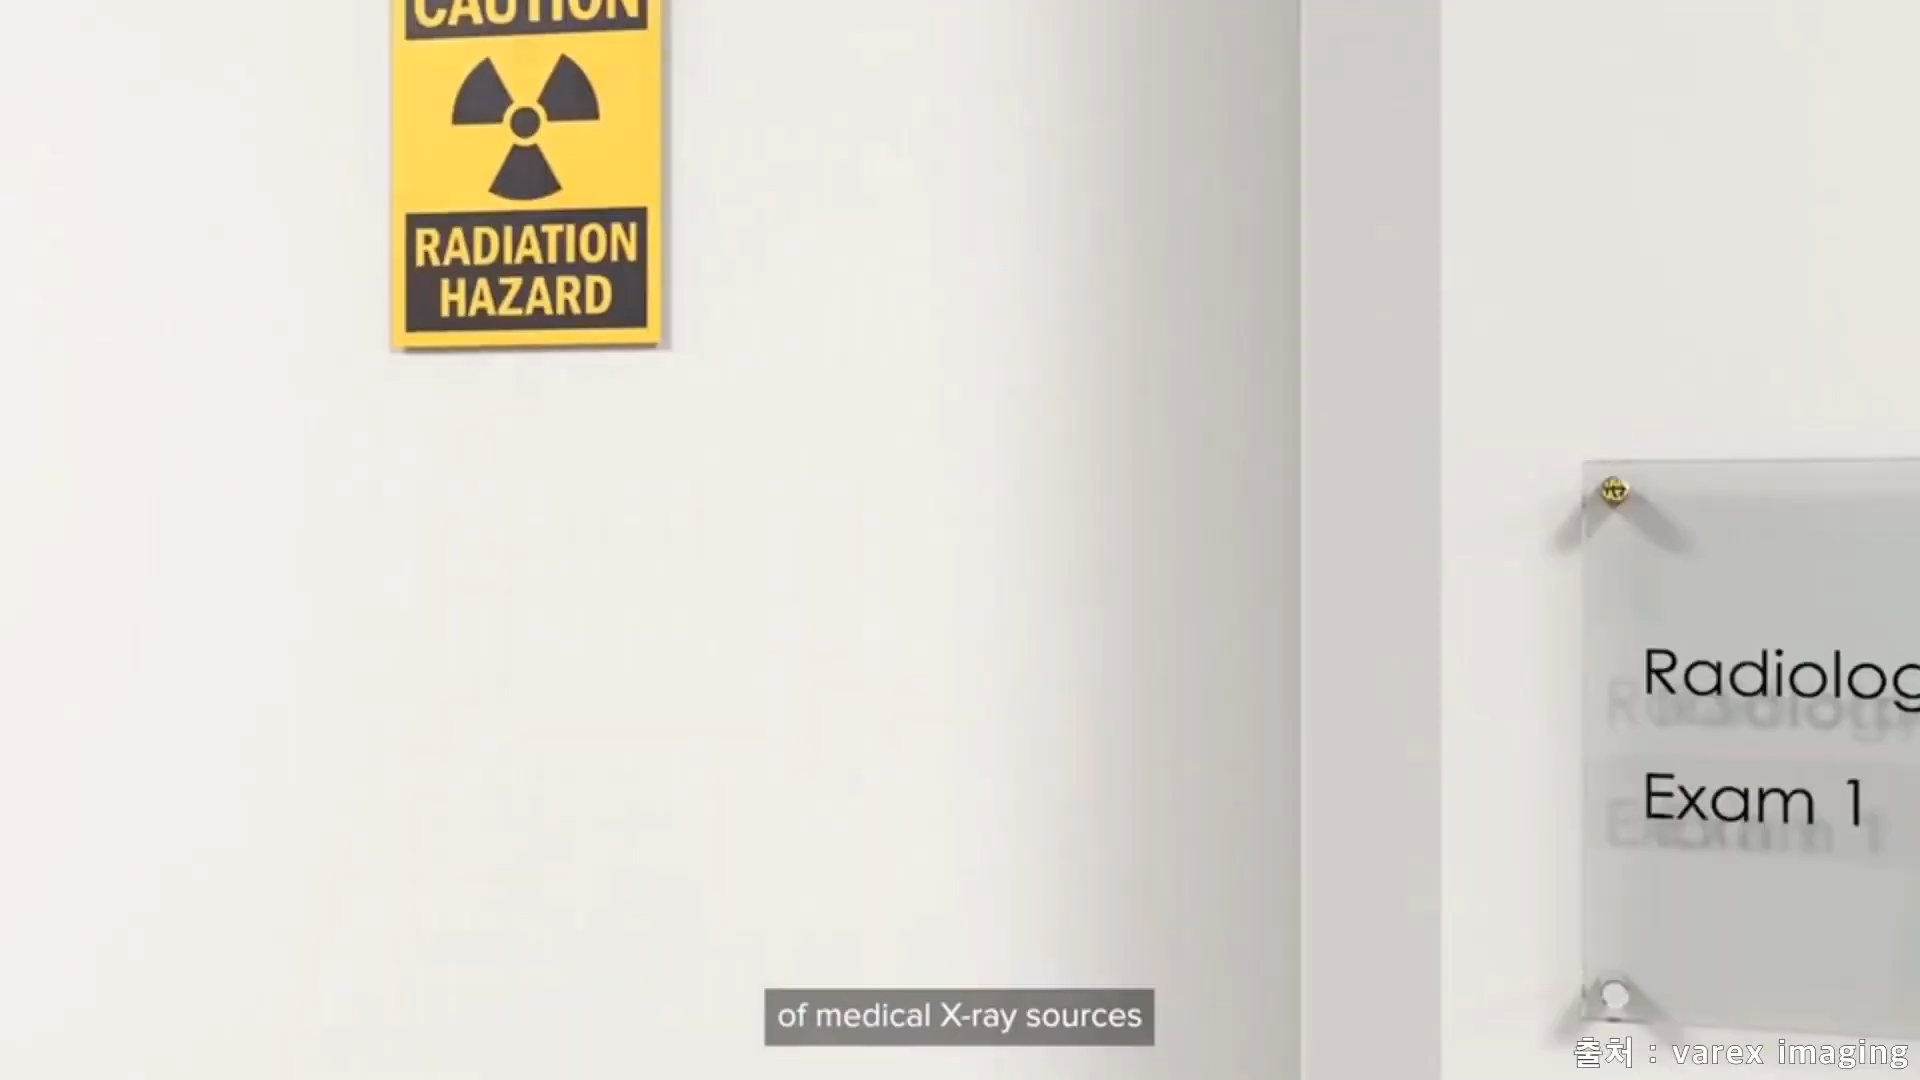 CAUTION
RADIATION
HAZARD
Radiolog
Exam 1
of medical X-ray sources
출처 : varex imaging